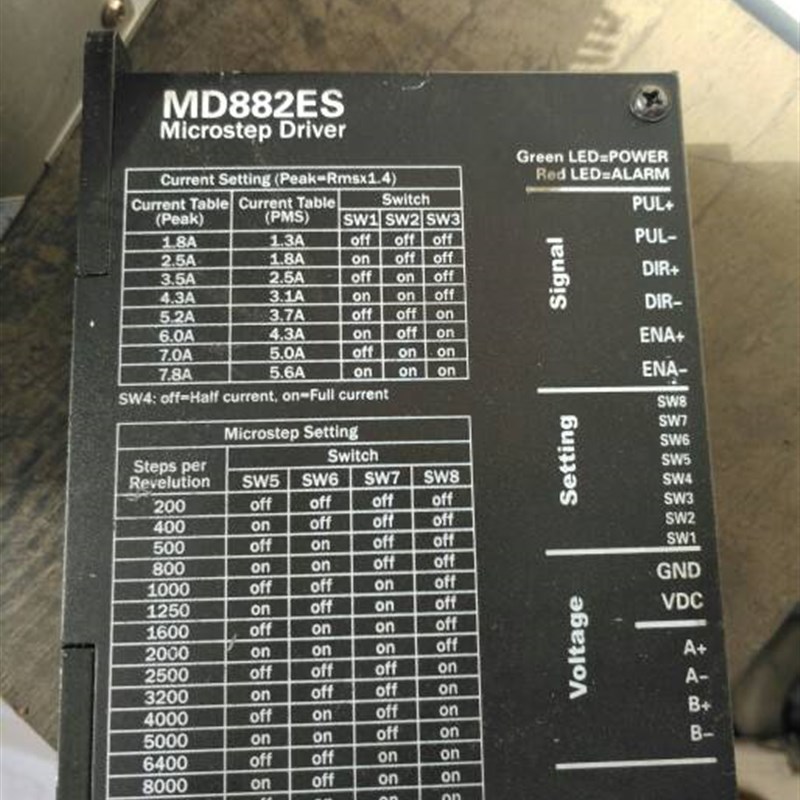 MD882ES
Microstep Driver
Current Setting (Peak=Rmsx1.4)
Current Table (Peak) Current Table (PMS) Switch
SW1 SW2 SW3
1.8A 1.3A off off off
2.5A 1.8A on off off
3.5A 2.5A off on off
4.3A 3.1A on on off
5.2A 3.7A off off on
6.0A 4.3A on off on
7.0A 5.0A off on on
7.8A 5.6A on on on
SW4: off=Half current, on=Full current
Microstep Setting
Steps per Revelution Switch
SW5 SW6 SW7 SW8
200 off off off off
400 on off off off
500 off on off off
800 on on off off
1000 off off on off
1250 on off on off
1600 off on on off
2000 on on on off
2500 off off off on
3200 on off off on
4000 off on off on
5000 on on off on
6400 off off on on
8000 on off on on
Green LED=POWER
Red LED=ALARM
Signal
PUL+
PUL-
DIR+
DIR-
ENA+
ENA-
Setting
SW8
SW7
SW6
SW5
SW4
SW3
SW2
SW1
Voltage
GND
VDC
A+
A-
B+
B-